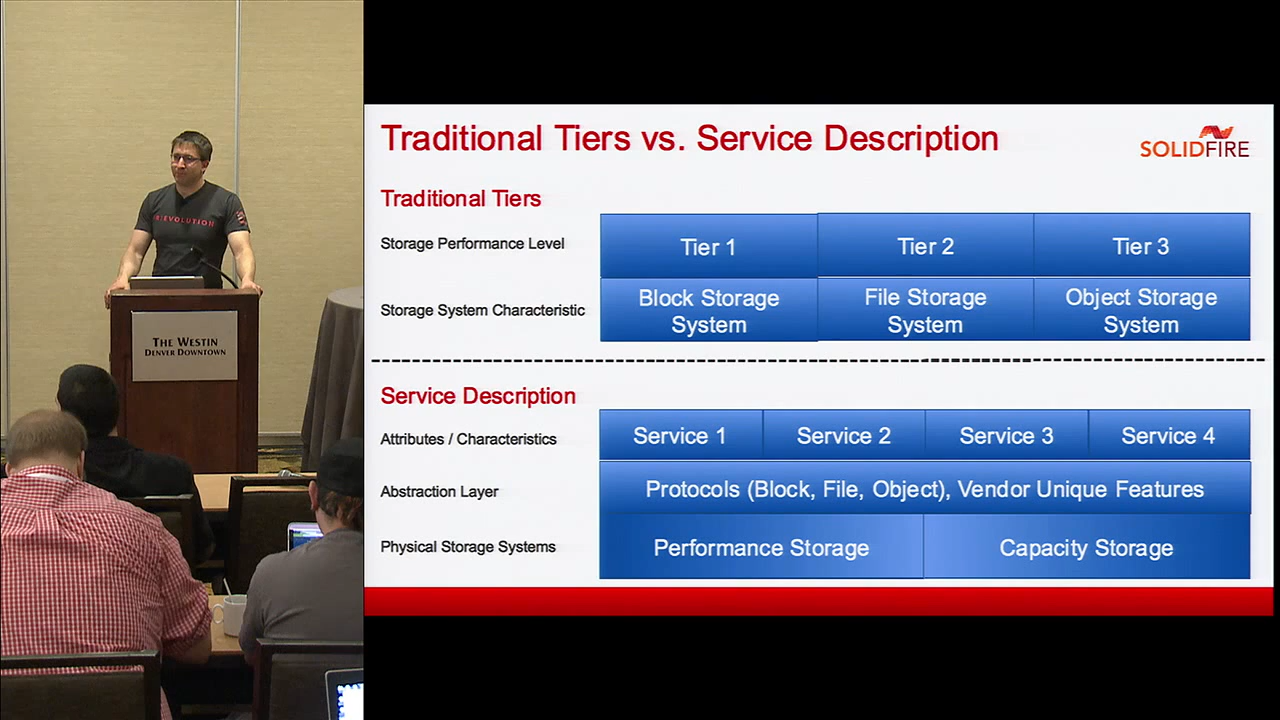 (R)EVOLUTION
THE WESTIN
DENVER DOWNTOWN
Traditional Tiers vs. Service Description
SOLIDFIRE
Traditional Tiers
Storage Performance Level
Tier 1
Tier 2
Tier 3
Storage System Characteristic
Block Storage
System
File Storage
System
Object Storage
System
Service Description
Attributes / Characteristics
Service 1
Service 2
Service 3
Service 4
Abstraction Layer
Protocols (Block, File, Object), Vendor Unique Features
Physical Storage Systems
Performance Storage
Capacity Storage